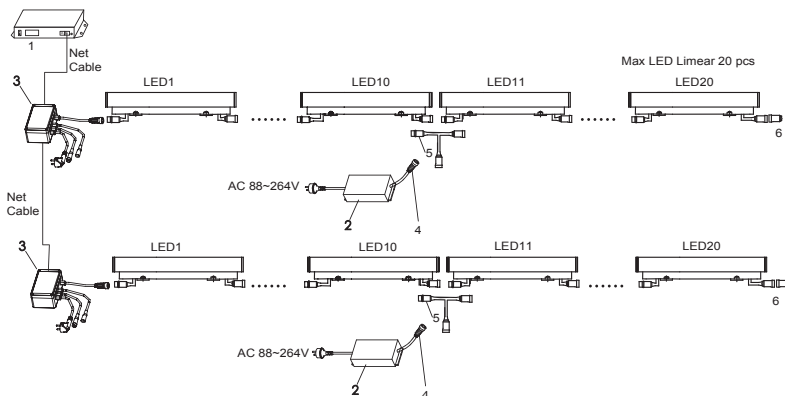 1
Net
Cable
Max LED Limear 20 pcs
3
LED1
LED10
LED11
LED20
6
5
AC 88~264V
2
4
Net
Cable
3
LED1
LED10
LED11
LED20
6
5
AC 88~264V
2
4